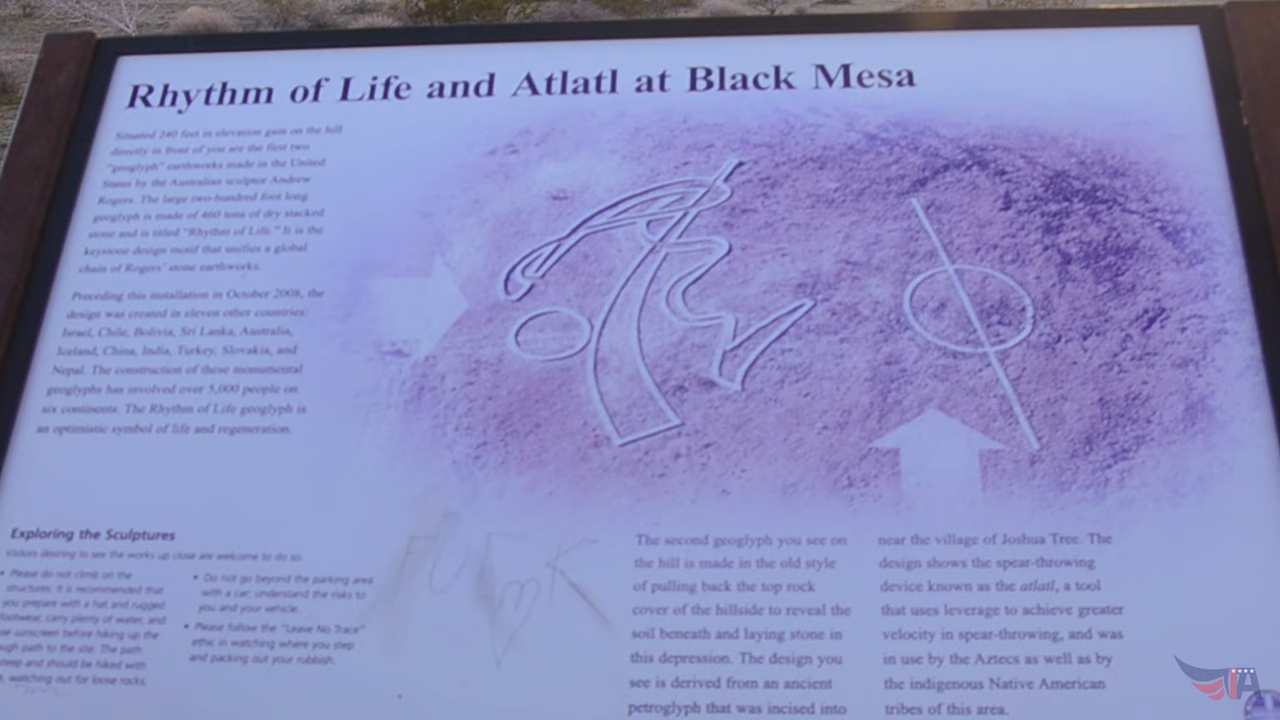 Rhythm of Life and Atlatl at Black Mesa
Situated 240 feet in elevation gain on the hill
directly in front of you are the first two
"geoglyph" earthworks made in the United
States by the Australian sculptor Andrew
Rogers. The large two-hundred foot long
geoglyph is made of 460 tons of dry stacked
stone and is titled "Rhythm of Life." It is the
keystone design motif that unifies a global
chain of Rogers' stone earthworks.
Preceding this installation in October 2008, the
design was created in eleven other countries:
Israel, Chile, Bolivia, Sri Lanka, Australia,
Iceland, China, India, Turkey, Slovakia, and
Nepal. The construction of these monumental
geoglyphs has involved over 5,000 people on
six continents. The Rhythm of Life geoglyph is
an optimistic symbol of life and regeneration.
Exploring the Sculptures
Visitors desiring to see the works up close are welcome to do so.
• Please do not climb on the
structures. It is recommended that
you prepare with a hat and rugged
footwear, carry plenty of water, and
sunscreen before hiking up the
path to the site. The path
steep and should be hiked with
watching out for loose rocks.
• Do not go beyond the parking area
with a car; understand the risks to
you and your vehicle.
• Please follow the "Leave No Trace"
ethic in watching where you step
and packing out your rubbish.
The second geoglyph you see on
the hill is made in the old style
of pulling back the top rock
cover of the hillside to reveal the
soil beneath and laying stone in
this depression. The design you
see is derived from an ancient
petroglyph that was incised into
near the village of Joshua Tree. The
design shows the spear-throwing
device known as the atlatl, a tool
that uses leverage to achieve greater
velocity in spear-throwing, and was
in use by the Aztecs as well as by
the indigenous Native American
tribes of this area.
IA